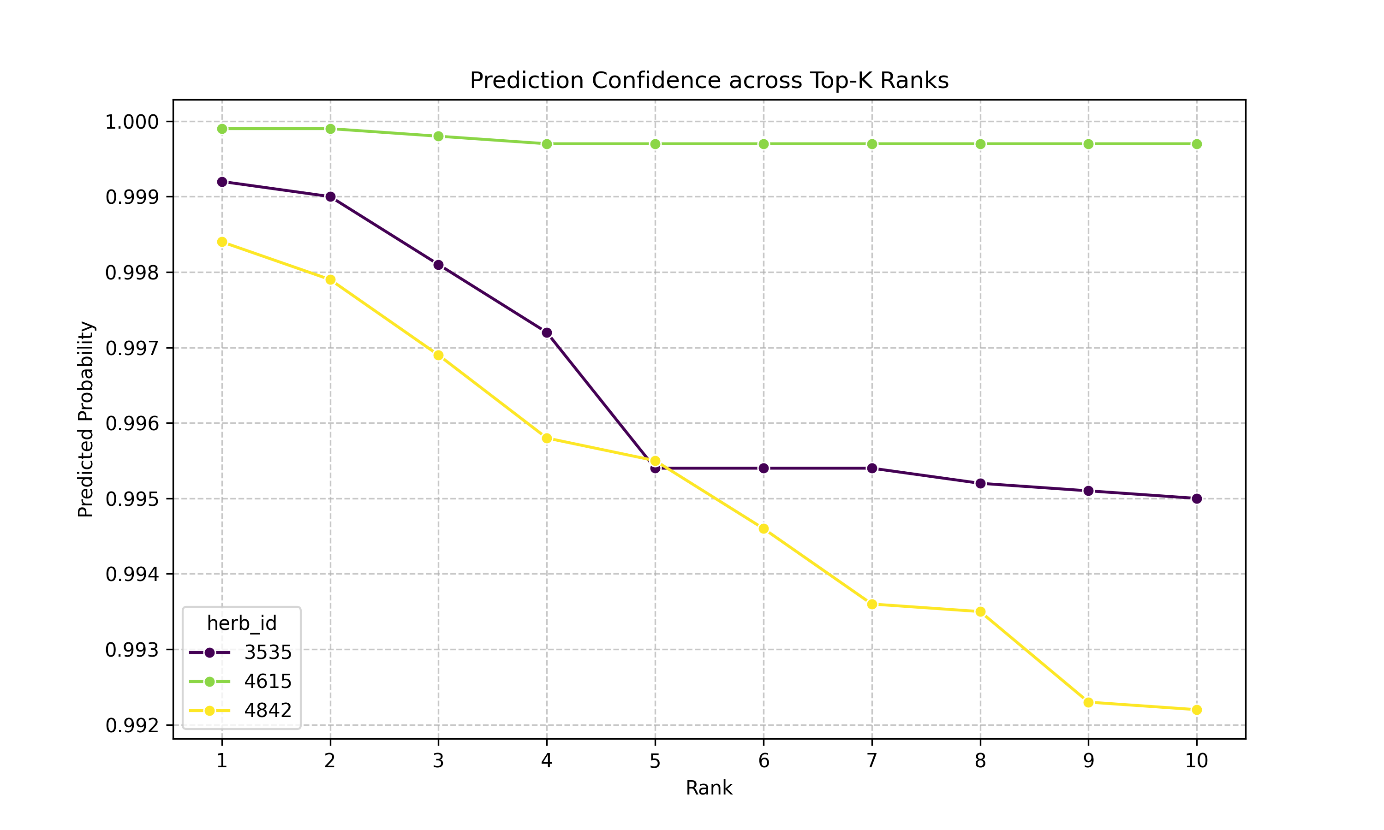 Prediction Confidence across Top-K Ranks
1.000
0.999
0.998
0.997
0.996
0.995
0.994
0.993
0.992
Predicted Probability
herb_id
3535
4615
4842
1 2 3 4 5 6 7 8 9 10
Rank